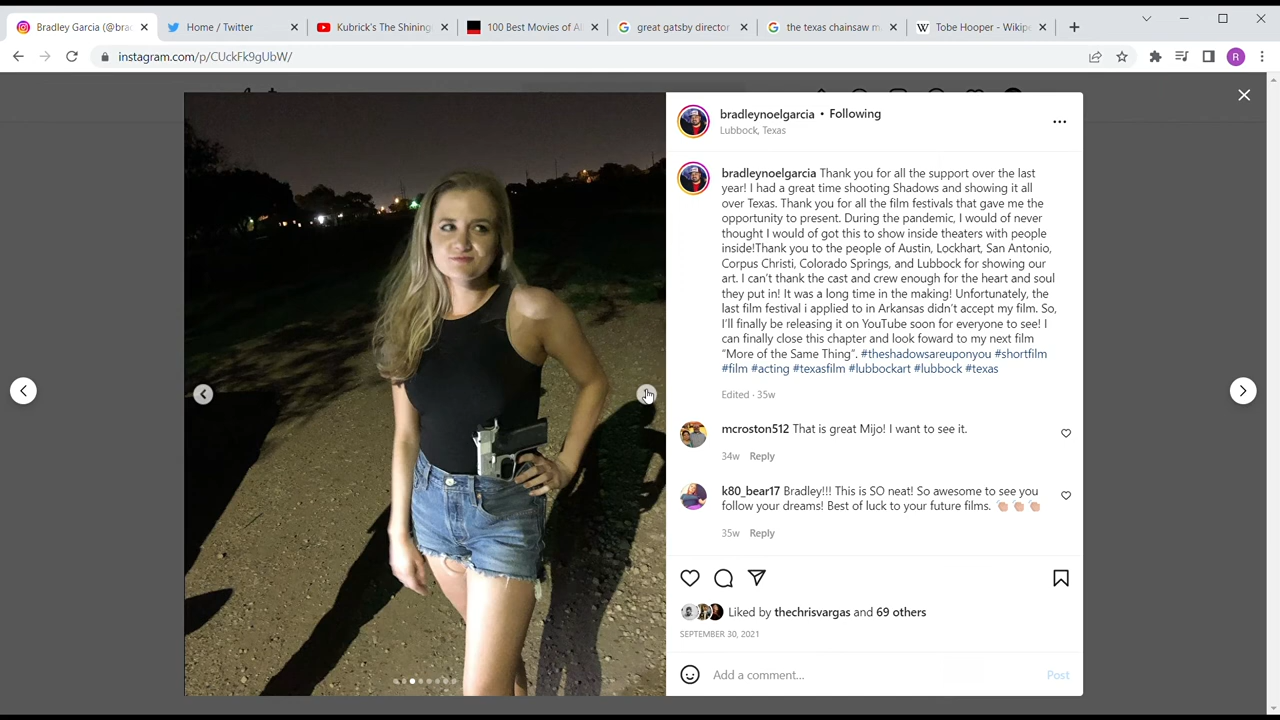 Bradley Garcia (@bra
Home / Twitter
Kubrick's The Shining
100 Best Movies of Al
great gatsby director
the texas chainsaw m
Tobe Hooper - Wikipe
instagram.com/p/CUckFk9gUbW/
R
bradleynoelgarcia • Following
Lubbock, Texas
bradleynoelgarcia Thank you for all the support over the last
year! I had a great time shooting Shadows and showing it all
over Texas. Thank you for all the film festivals that gave me the
opportunity to present. During the pandemic, I would of never
thought I would of got this to show inside theaters with people
inside!Thank you to the people of Austin, Lockhart, San Antonio,
Corpus Christi, Colorado Springs, and Lubbock for showing our
art. I can't thank the cast and crew enough for the heart and soul
they put in! It was a long time in the making! Unfortunately, the
last film festival i applied to in Arkansas didn't accept my film. So,
I'll finally be releasing it on YouTube soon for everyone to see! I
can finally close this chapter and look foward to my next film
"More of the Same Thing". #theshadowsareuponyou #shortfilm
#film #acting #texasfilm #lubbockart #lubbock #texas
Edited · 35w
mcroston512 That is great Mijo! I want to see it.
34w Reply
k80_bear17 Bradley!!! This is SO neat! So awesome to see you
follow your dreams! Best of luck to your future films. 👏🏼👏🏼👏🏼
35w Reply
Liked by thechrisvargas and 69 others
SEPTEMBER 30, 2021
Add a comment...
Post